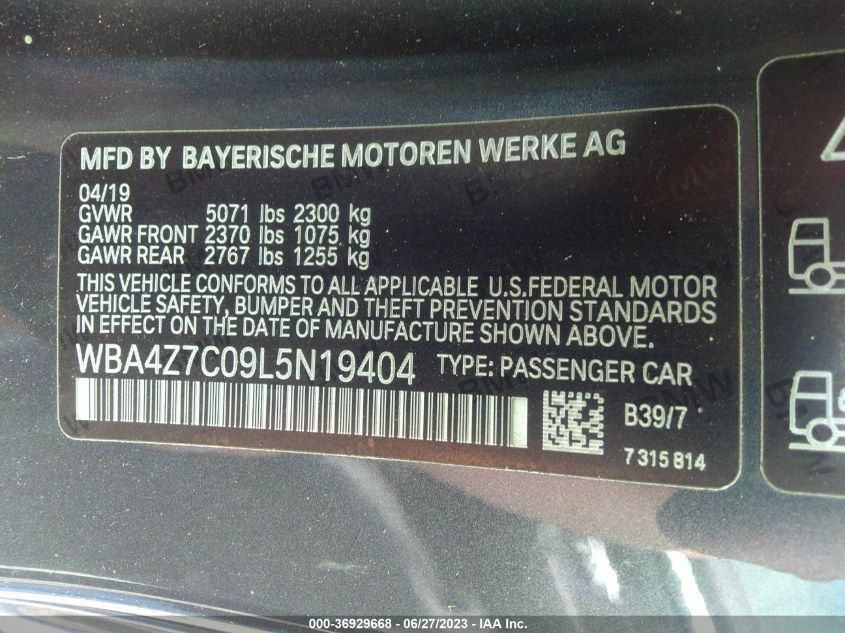 MFD BY BAYERISCHE MOTOREN WERKE AG
04/19
GVWR 5071 lbs 2300 kg
GAWR FRONT 2370 lbs 1075 kg
GAWR REAR 2767 lbs 1255 kg
THIS VEHICLE CONFORMS TO ALL APPLICABLE U.S.FEDERAL MOTOR
VEHICLE SAFETY, BUMPER AND THEFT PREVENTION STANDARDS
IN EFFECT ON THE DATE OF MANUFACTURE SHOWN ABOVE.
WBA4Z7C09L5N19404 TYPE: PASSENGER CAR
B39/7
7 315 814
000-36929668 - 06/27/2023 - IAA Inc.